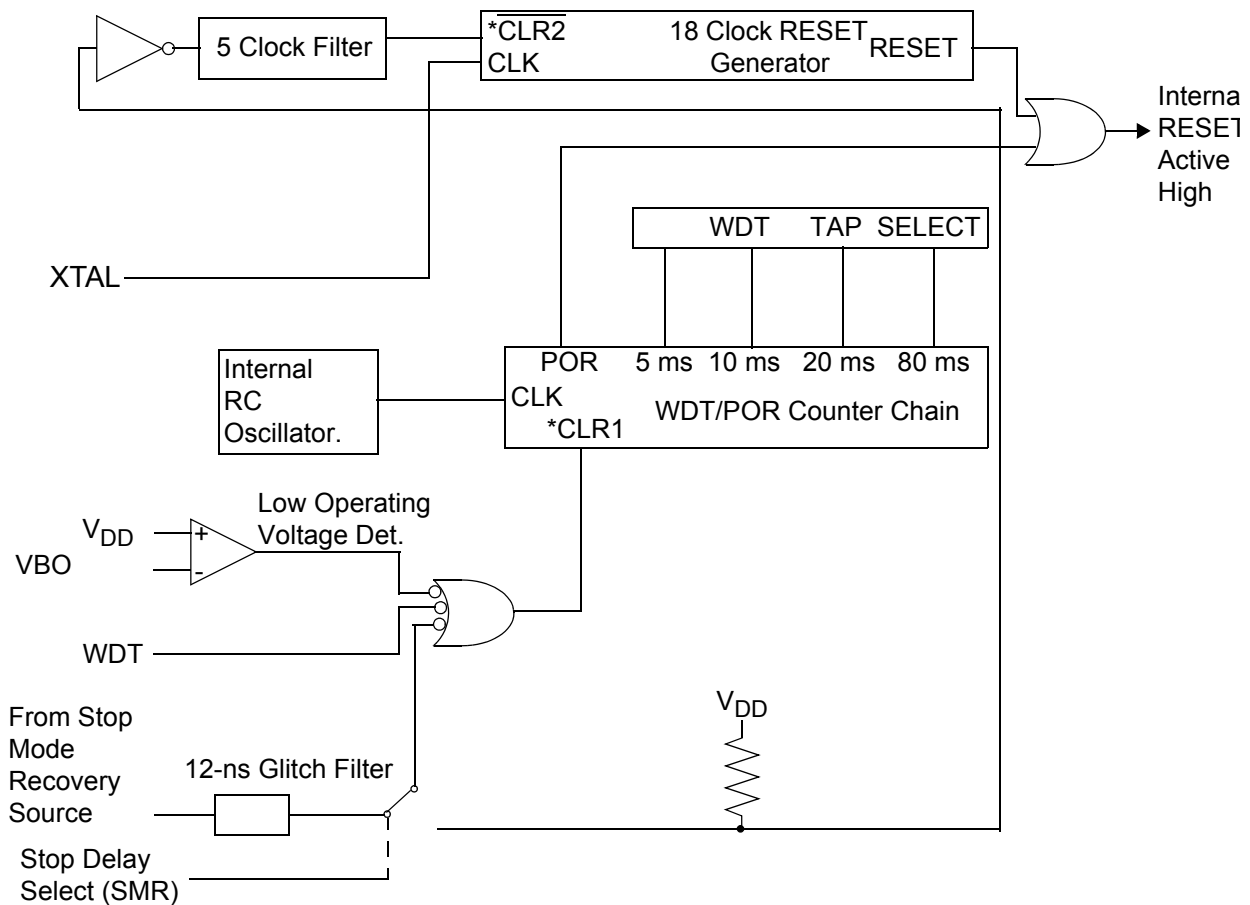 5 Clock Filter
*CLR2
CLK
18 Clock RESET
Generator
RESET
Interna
RESET
Active
High
WDT TAP SELECT
XTAL
POR 5 ms 10 ms 20 ms 80 ms
CLK
WDT/POR Counter Chain
*CLR1
Internal
RC
Oscillator.
Low Operating
Voltage Det.
VDD
+
VBO
-
WDT
VDD
From Stop
Mode
Recovery
Source
12-ns Glitch Filter
Stop Delay
Select (SMR)